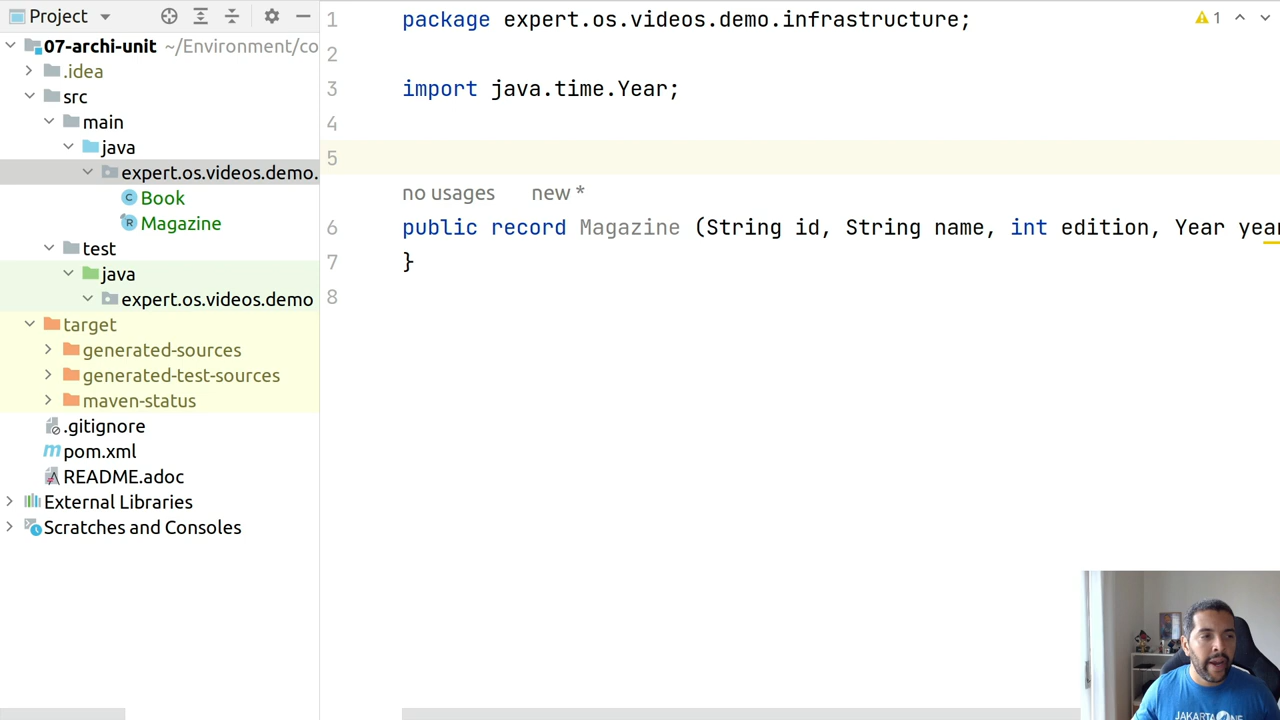 Project
07-archi-unit ~/Environment/co
.idea
src
main
java
expert.os.videos.demo.
Book
Magazine
test
java
expert.os.videos.demo
target
generated-sources
generated-test-sources
maven-status
.gitignore
pom.xml
README.adoc
External Libraries
Scratches and Consoles
1 package expert.os.videos.demo.infrastructure;
2
3 import java.time.Year;
4
5
no usages new *
6 public record Magazine (String id, String name, int edition, Year year
7 }
8
1
JAKARTAONE